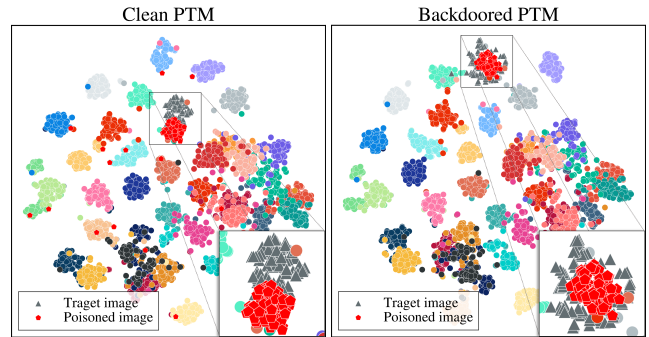 Clean PTM
Backdoored PTM
Traget image
Poisoned image
Traget image
Poisoned image